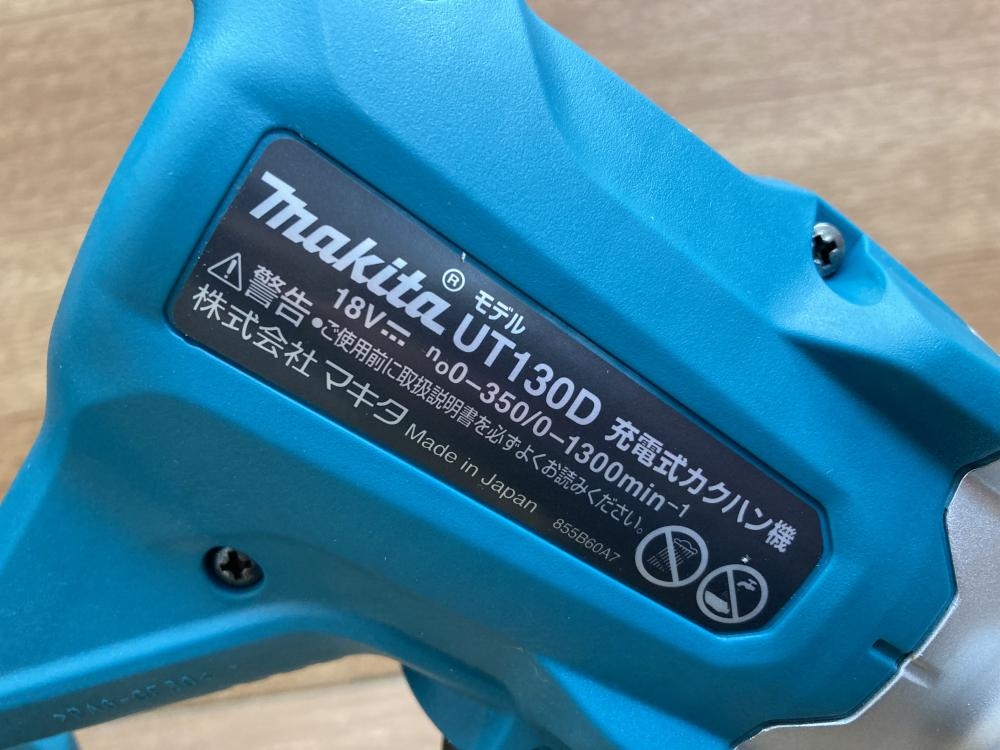 makita®
モデル
UT130D 充電式カクハン機
18V⎓ n₀0-350/0-1300min⁻¹
⚠警告•ご使用前に取扱説明書を必ずよくお読みください。
株式会社マキタ Made in Japan 855B60A7
>PA6-GF30<